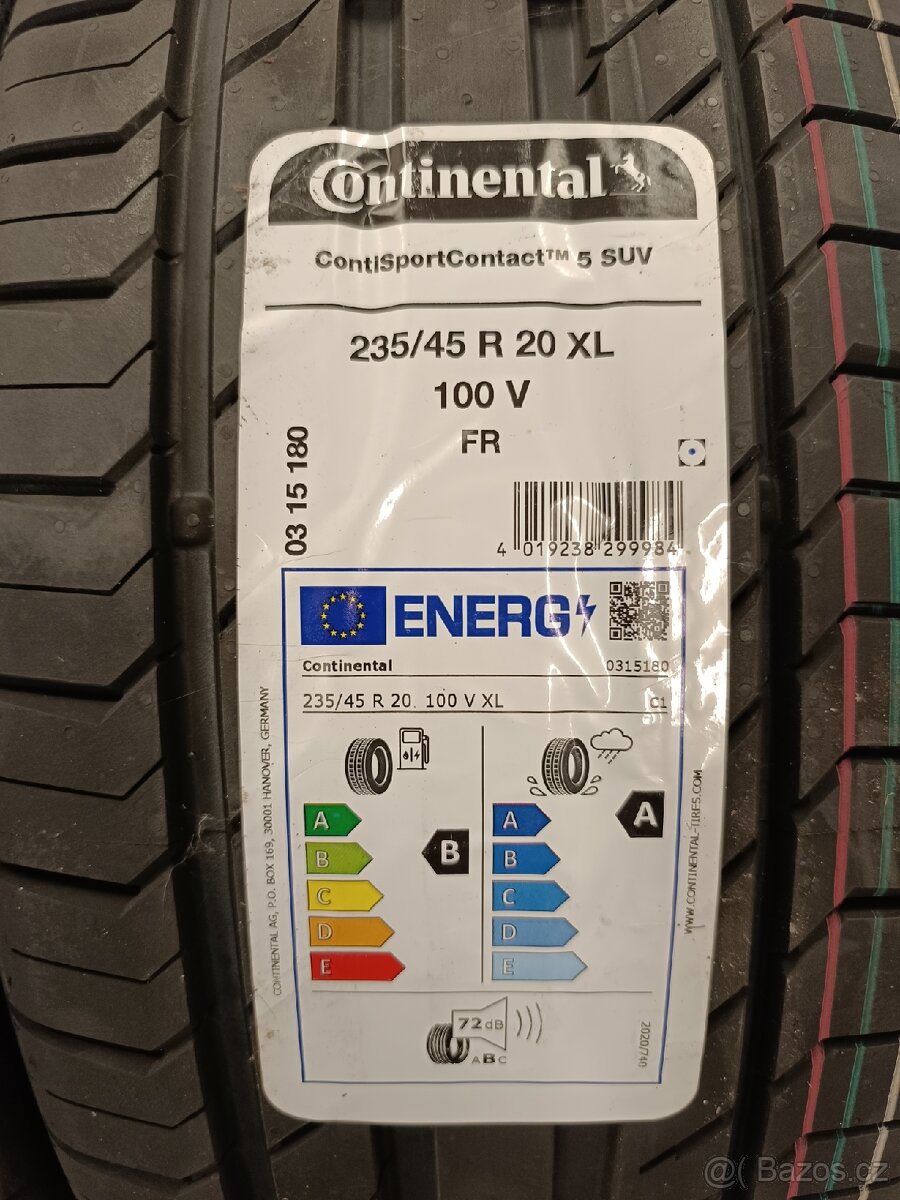 Continental
ContiSportContact™ 5 SUV
235/45 R 20 XL
100 V
FR
03 15 180
4 019238 299984
ENERG
Continental
0315180
235/45 R 20 100 V XL
C1
A
B
C
D
E
B
A
B
C
D
E
A
72 dB
ABC
2020/740
CONTINENTAL AG, P.O. BOX 169, 30001 HANOVER, GERMANY
WWW.CONTINENTAL-TIRES.COM
@( Bazos.cz